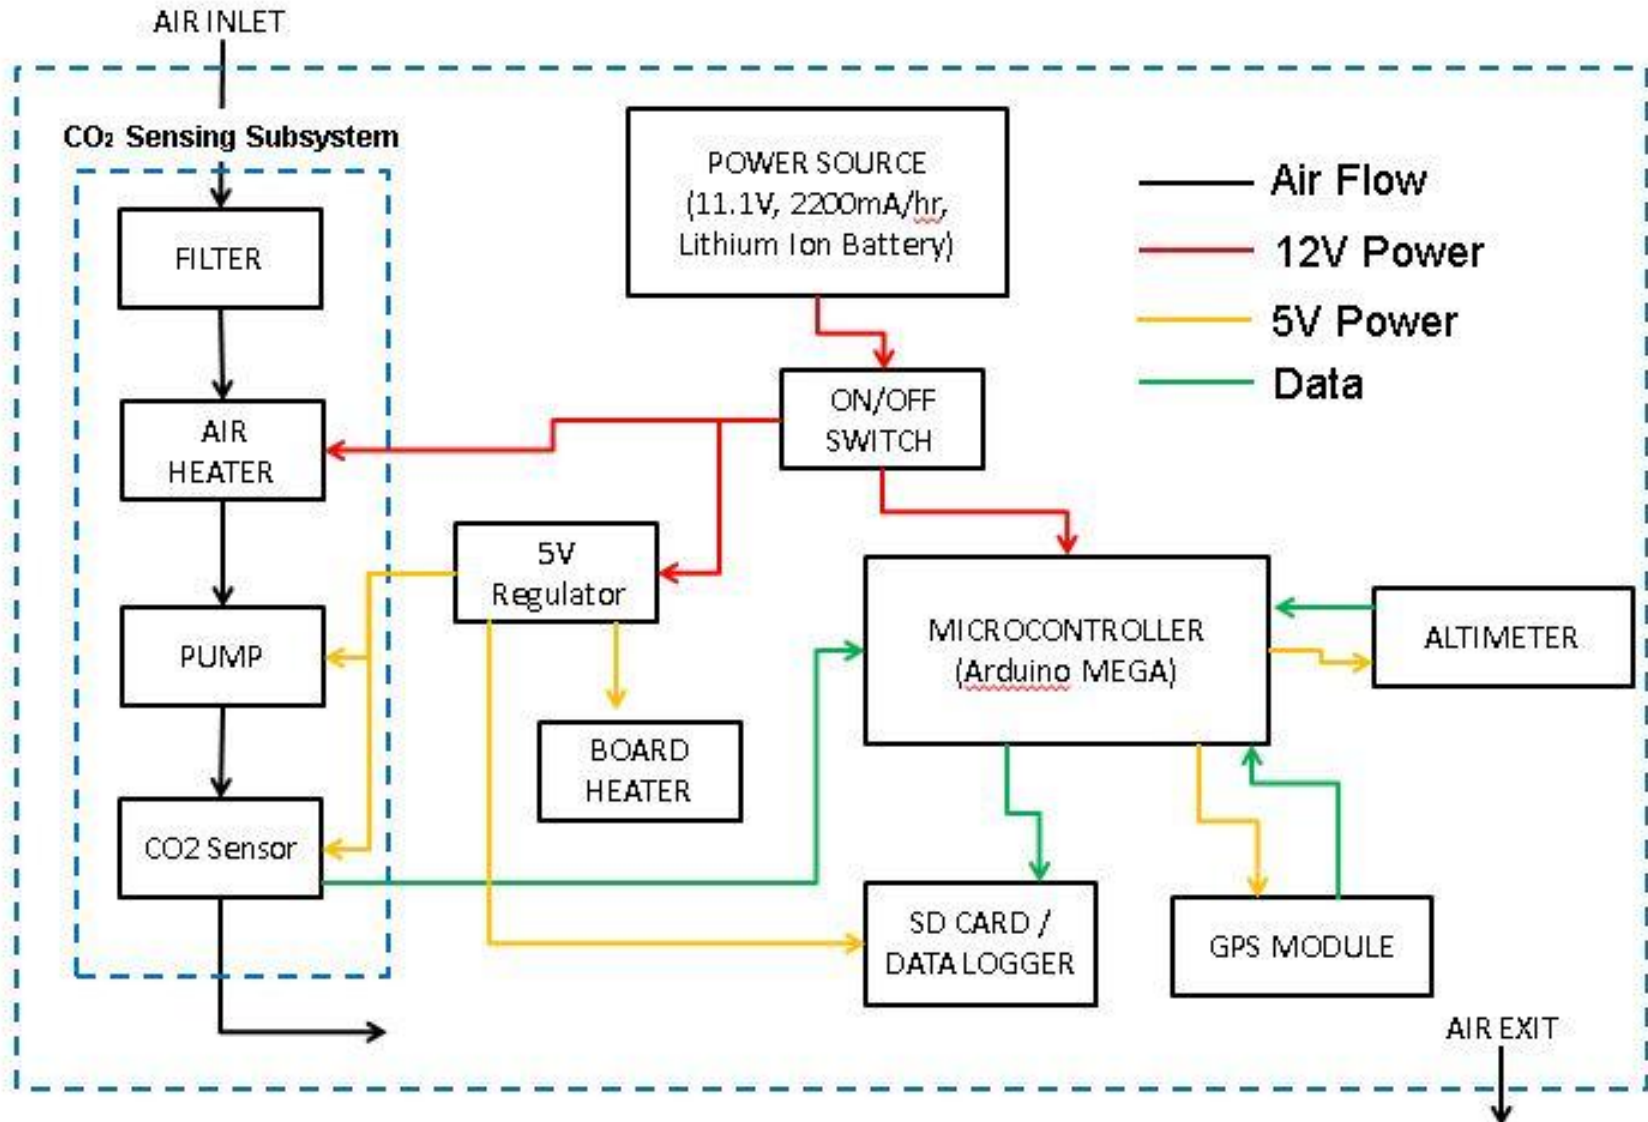 AIR INLET
CO₂ Sensing Subsystem
FILTER
AIR
HEATER
PUMP
CO2 Sensor
POWER SOURCE
(11.1V, 2200mA/hr,
Lithium Ion Battery)
ON/OFF
SWITCH
5V
Regulator
BOARD
HEATER
MICROCONTROLLER
(Arduino MEGA)
ALTIMETER
SD CARD /
DATA LOGGER
GPS MODULE
Air Flow
12V Power
5V Power
Data
AIR EXIT